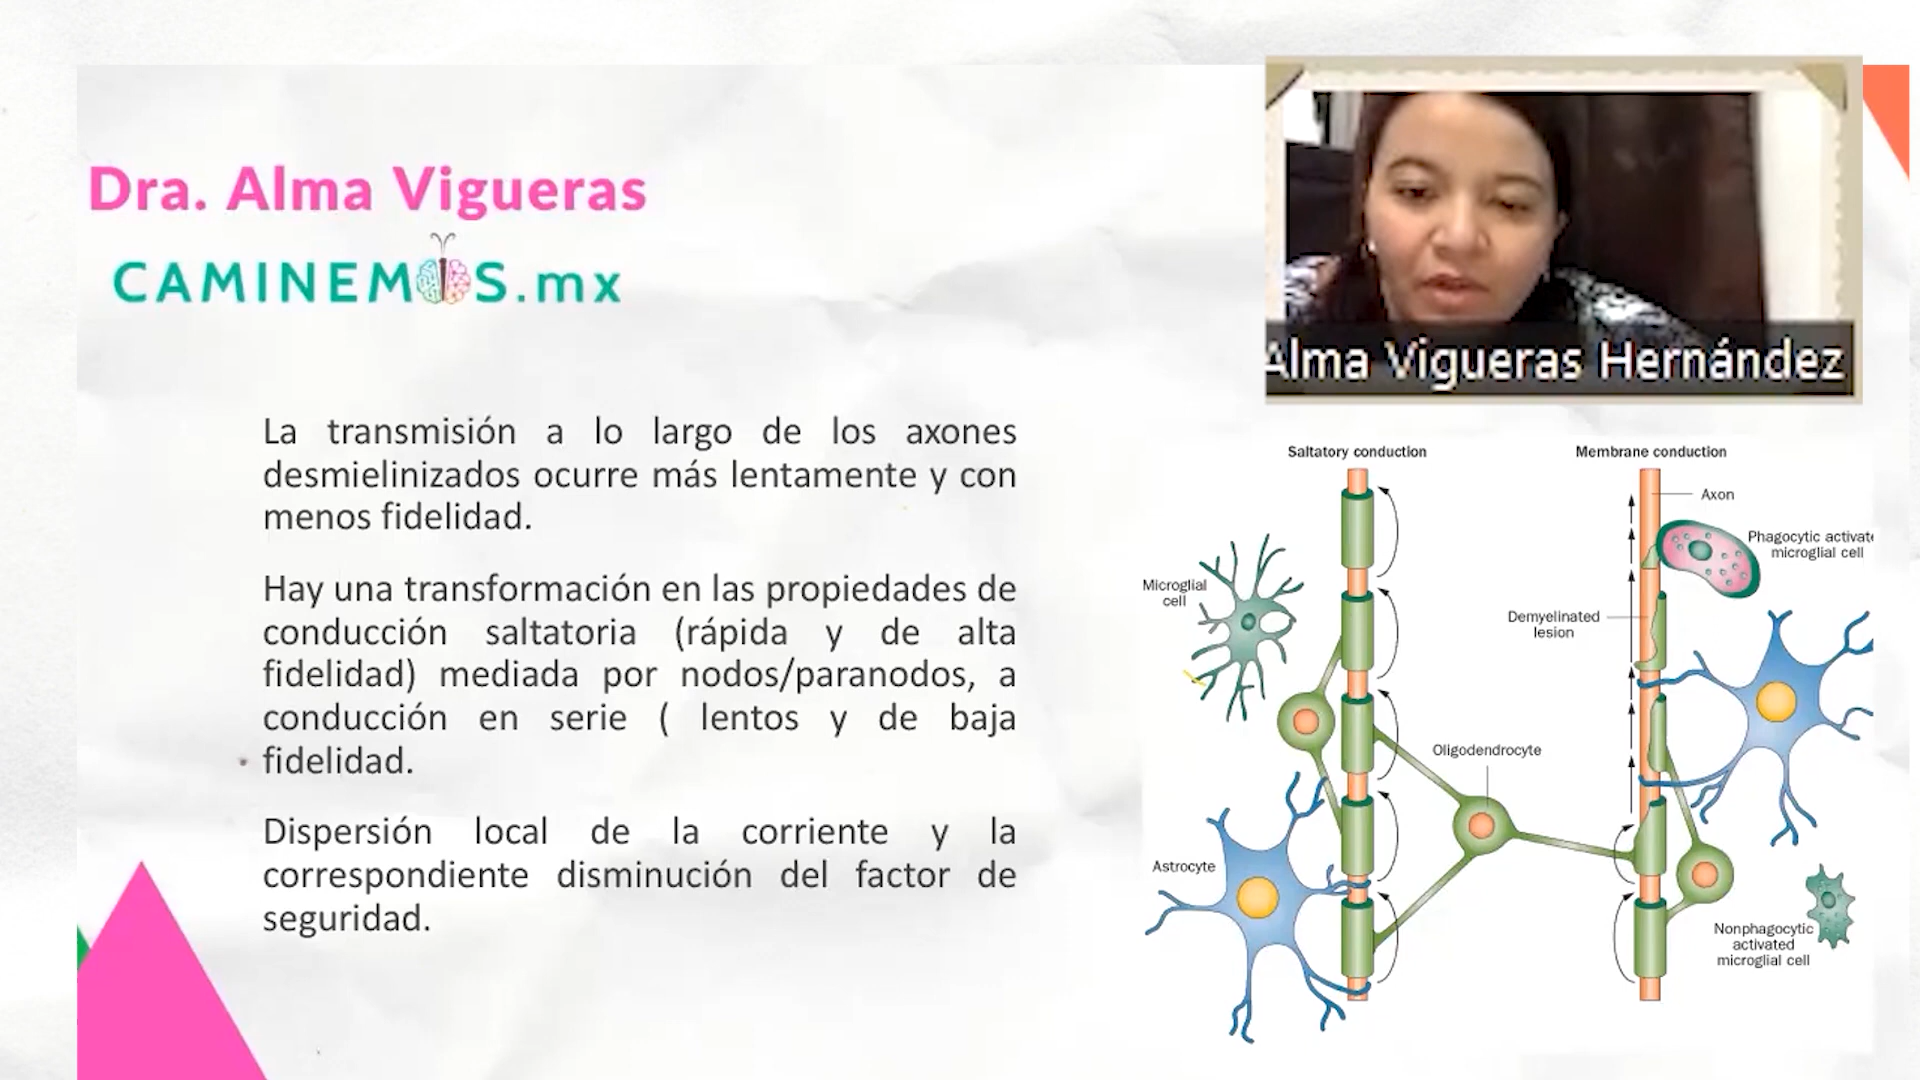 Dra. Alma Vigueras
CAMINEMOS.mx
Alma Vigueras Hernández
La transmisión a lo largo de los axones
desmielinizados ocurre más lentamente y con
menos fidelidad.
Hay una transformación en las propiedades de
conducción saltatoria (rápida y de alta
fidelidad) mediada por nodos/paranodos, a
conducción en serie ( lentos y de baja
fidelidad.
Dispersión local de la corriente y la
correspondiente disminución del factor de
seguridad.
Saltatory conduction
Membrane conduction
Axon
Phagocytic activate
microglial cell
Microglial
cell
Demyelinated
lesion
Oligodendrocyte
Astrocyte
Nonphagocytic
activated
microglial cell